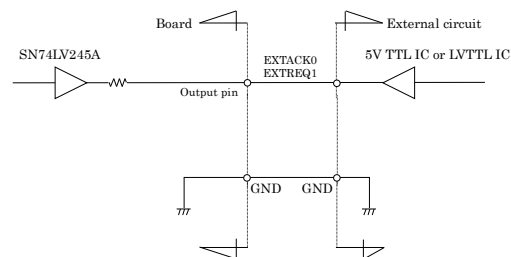 Board
External circuit
SN74LV245A
EXTACK0
EXTREQ1
5V TTL IC or LVTTL IC
Output pin
GND
GND